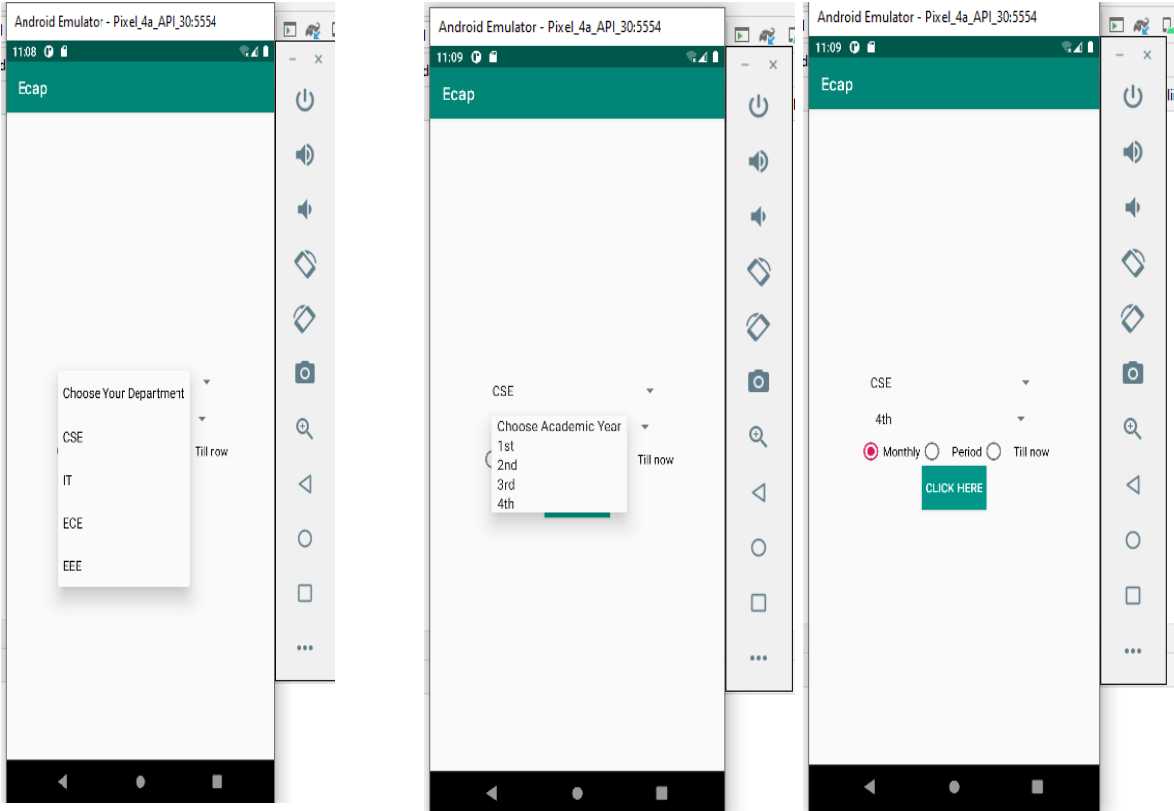 Android Emulator - Pixel_4a_API_30:5554
11:08
Ecap
Choose Your Department
CSE
IT
ECE
EEE
Till now
Android Emulator - Pixel_4a_API_30:5554
11:09
Ecap
CSE
Choose Academic Year
1st
2nd
3rd
4th
Till now
Android Emulator - Pixel_4a_API_30:5554
11:09
Ecap
CSE
4th
Monthly Period Till now
CLICK HERE